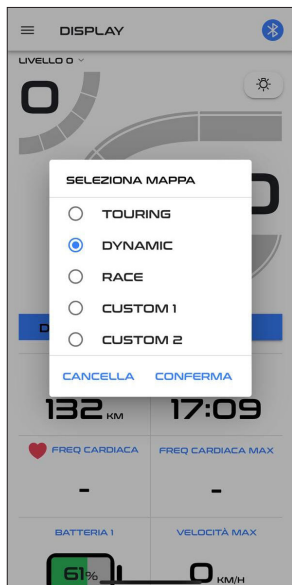 DISPLAY
LIVELLO 0
0
0
SELEZIONA MAPPA
TOURING
DYNAMIC
RACE
CUSTOM 1
CUSTOM 2
CANCELLA CONFERMA
D
132 KM 17:09
FREQ CARDIACA FREQ CARDIACA MAX
- -
BATTERIA 1 VELOCITÀ MAX
61% 0 KM/H